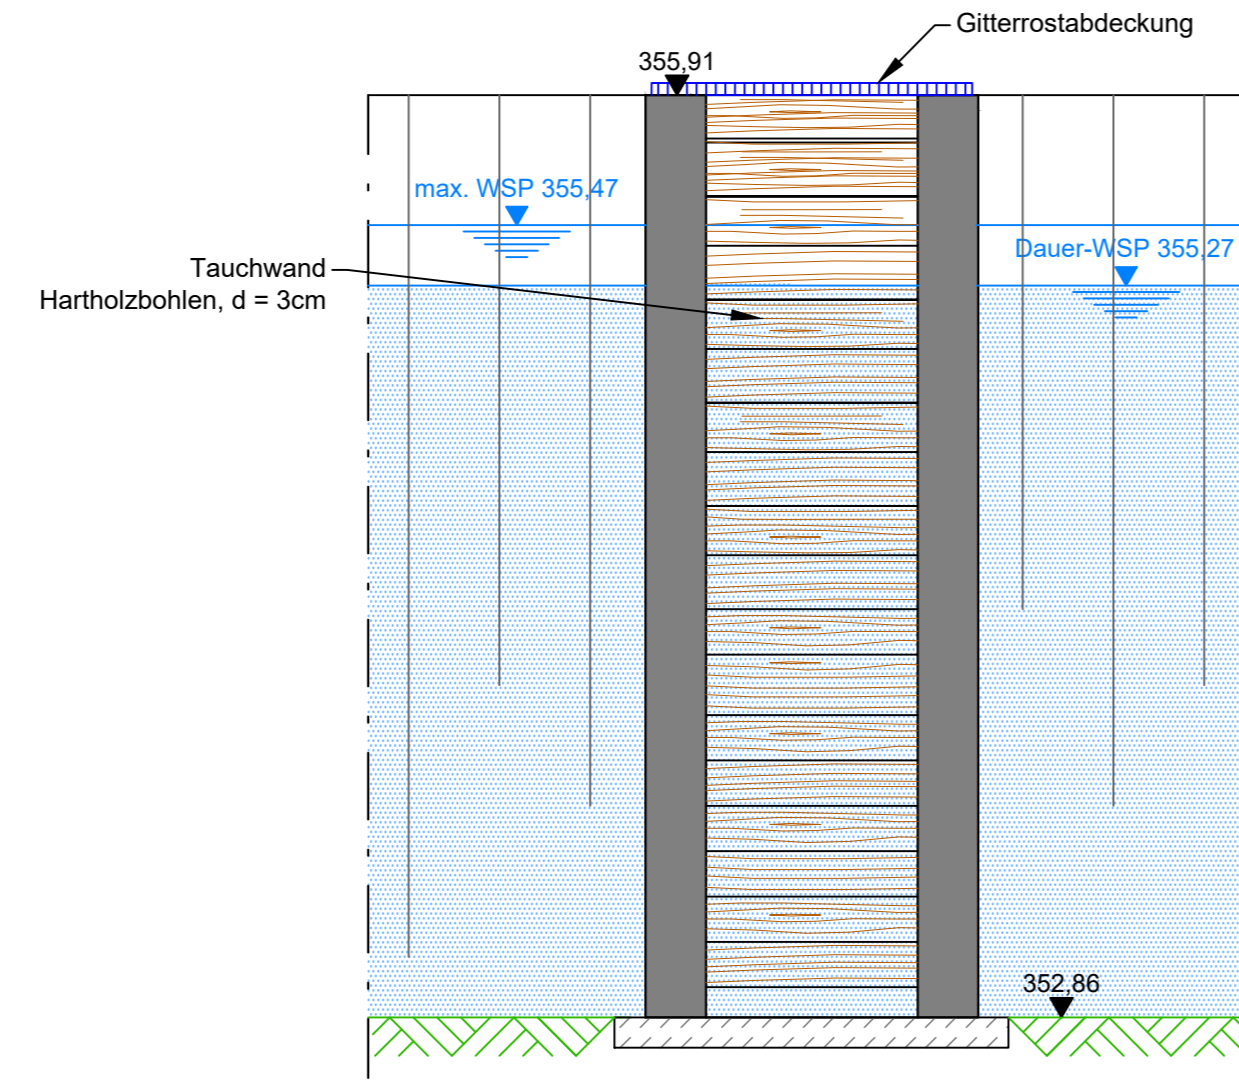 Gitterrostabdeckung
355,91
max. WSP 355,47
Dauer-WSP 355,27
Tauchwand
Hartholzbohlen, d = 3cm
352,86